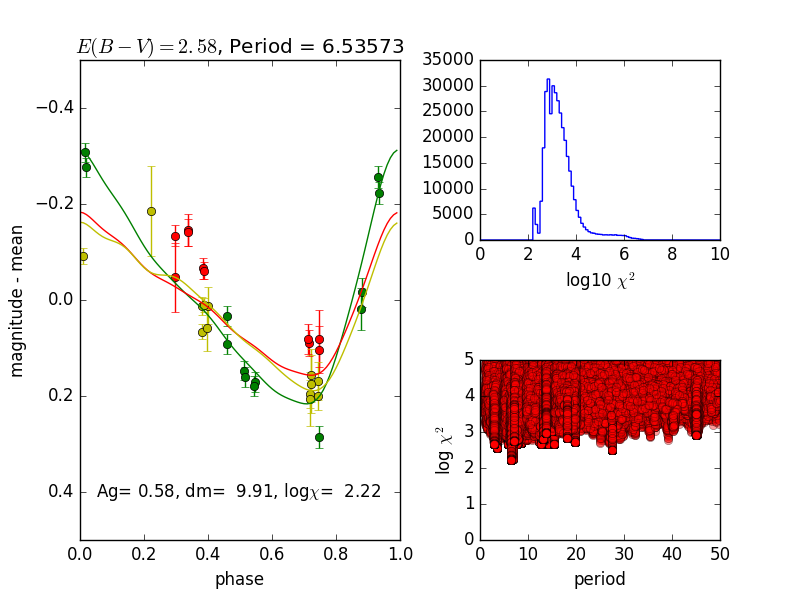 E(B−V)=2.58, Period = 6.53573
−0.4
−0.2
0.0
0.2
0.4
magnitude - mean
Ag= 0.58, dm=  9.91, logχ=  2.22
0.0 0.2 0.4 0.6 0.8 1.0
phase
35000
30000
25000
20000
15000
10000
5000
0
0 2 4 6 8 10
log10 χ²
5
4
3
2
1
0
log χ²
0 10 20 30 40 50
period